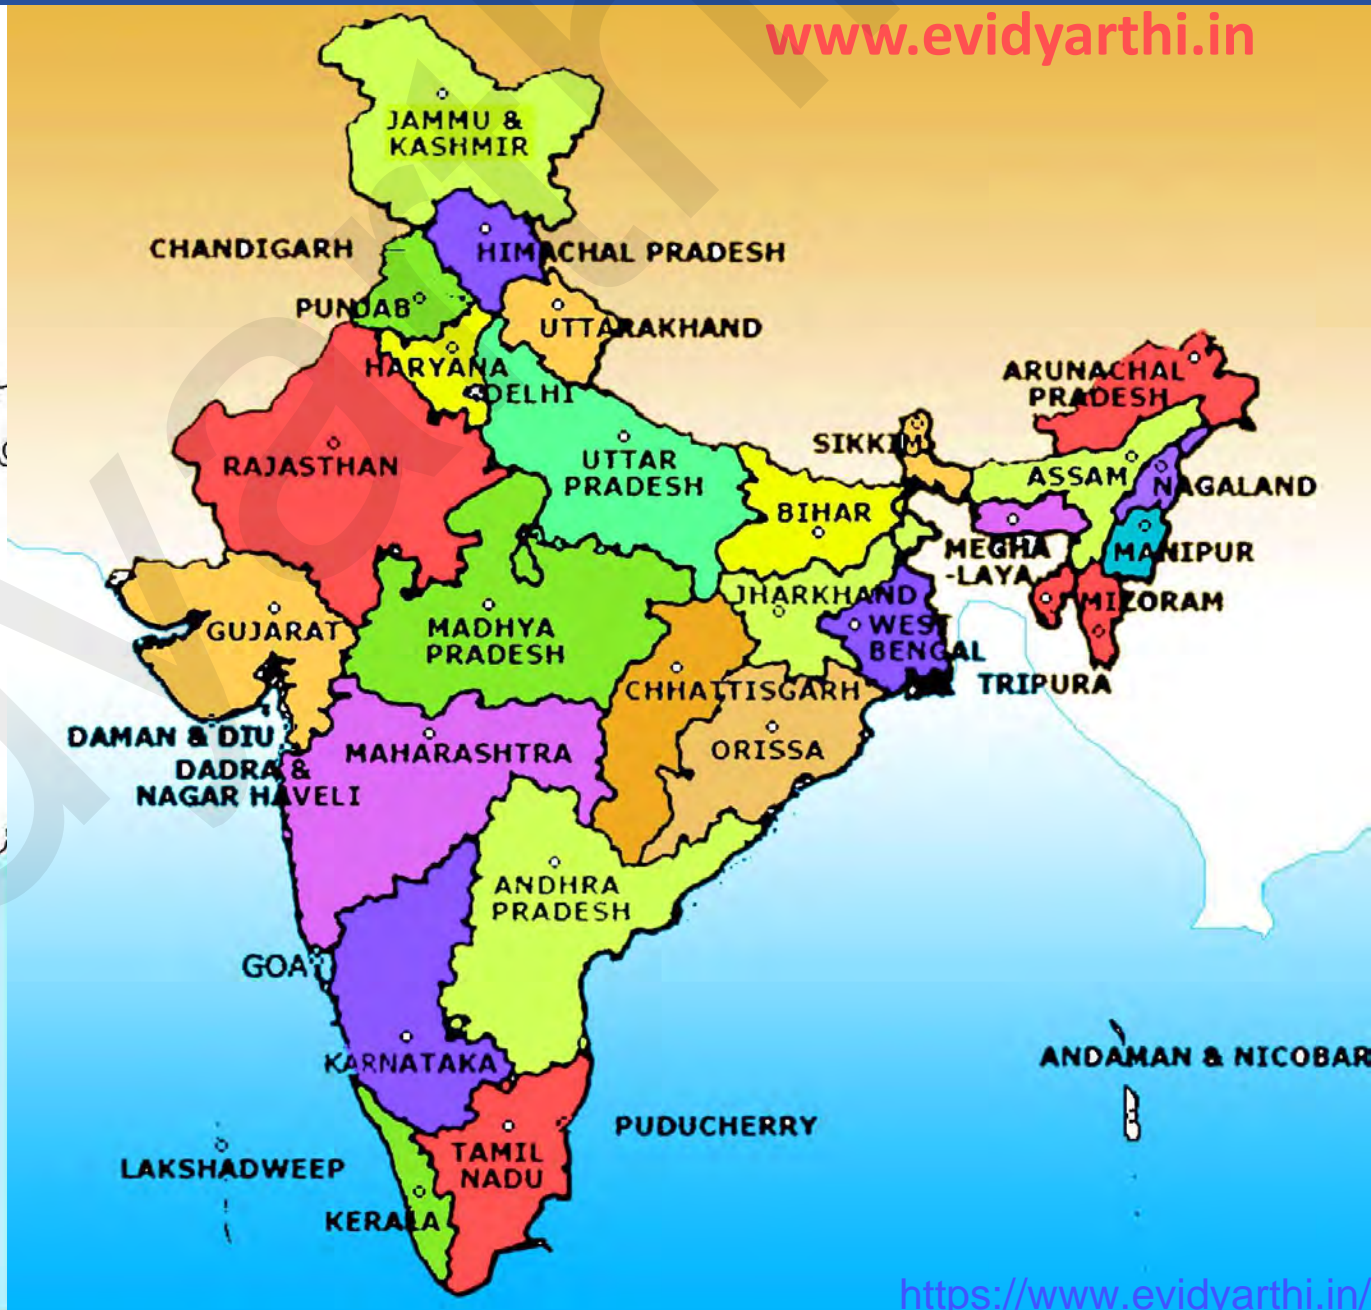 www.evidyarthi.in
JAMMU &
KASHMIR
CHANDIGARH
HIMACHAL PRADESH
PUNJAB
UTTARAKHAND
HARYANA
DELHI
ARUNACHAL
PRADESH
SIKKIM
RAJASTHAN
UTTAR
PRADESH
ASSAM
NAGALAND
BIHAR
MEGHA
-LAYA
MANIPUR
JHARKHAND
MIZORAM
GUJARAT
MADHYA
PRADESH
WEST
BENGAL
TRIPURA
CHHATTISGARH
DAMAN & DIU
MAHARASHTRA
ORISSA
DADRA &
NAGAR HAVELI
ANDHRA
PRADESH
GOA
KARNATAKA
ANDAMAN & NICOBAR
PUDUCHERRY
LAKSHADWEEP
TAMIL
NADU
KERALA
https://www.evidyarthi.in/